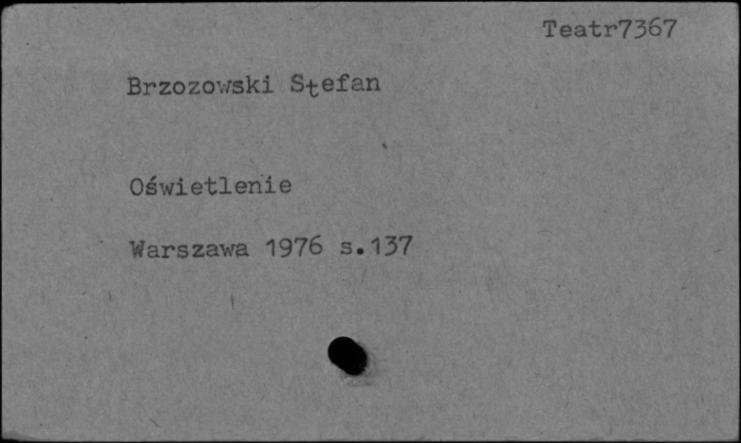 Teatr7367
Brzozowski Stefan
Oświetlenie
Warszawa 1976 s.137